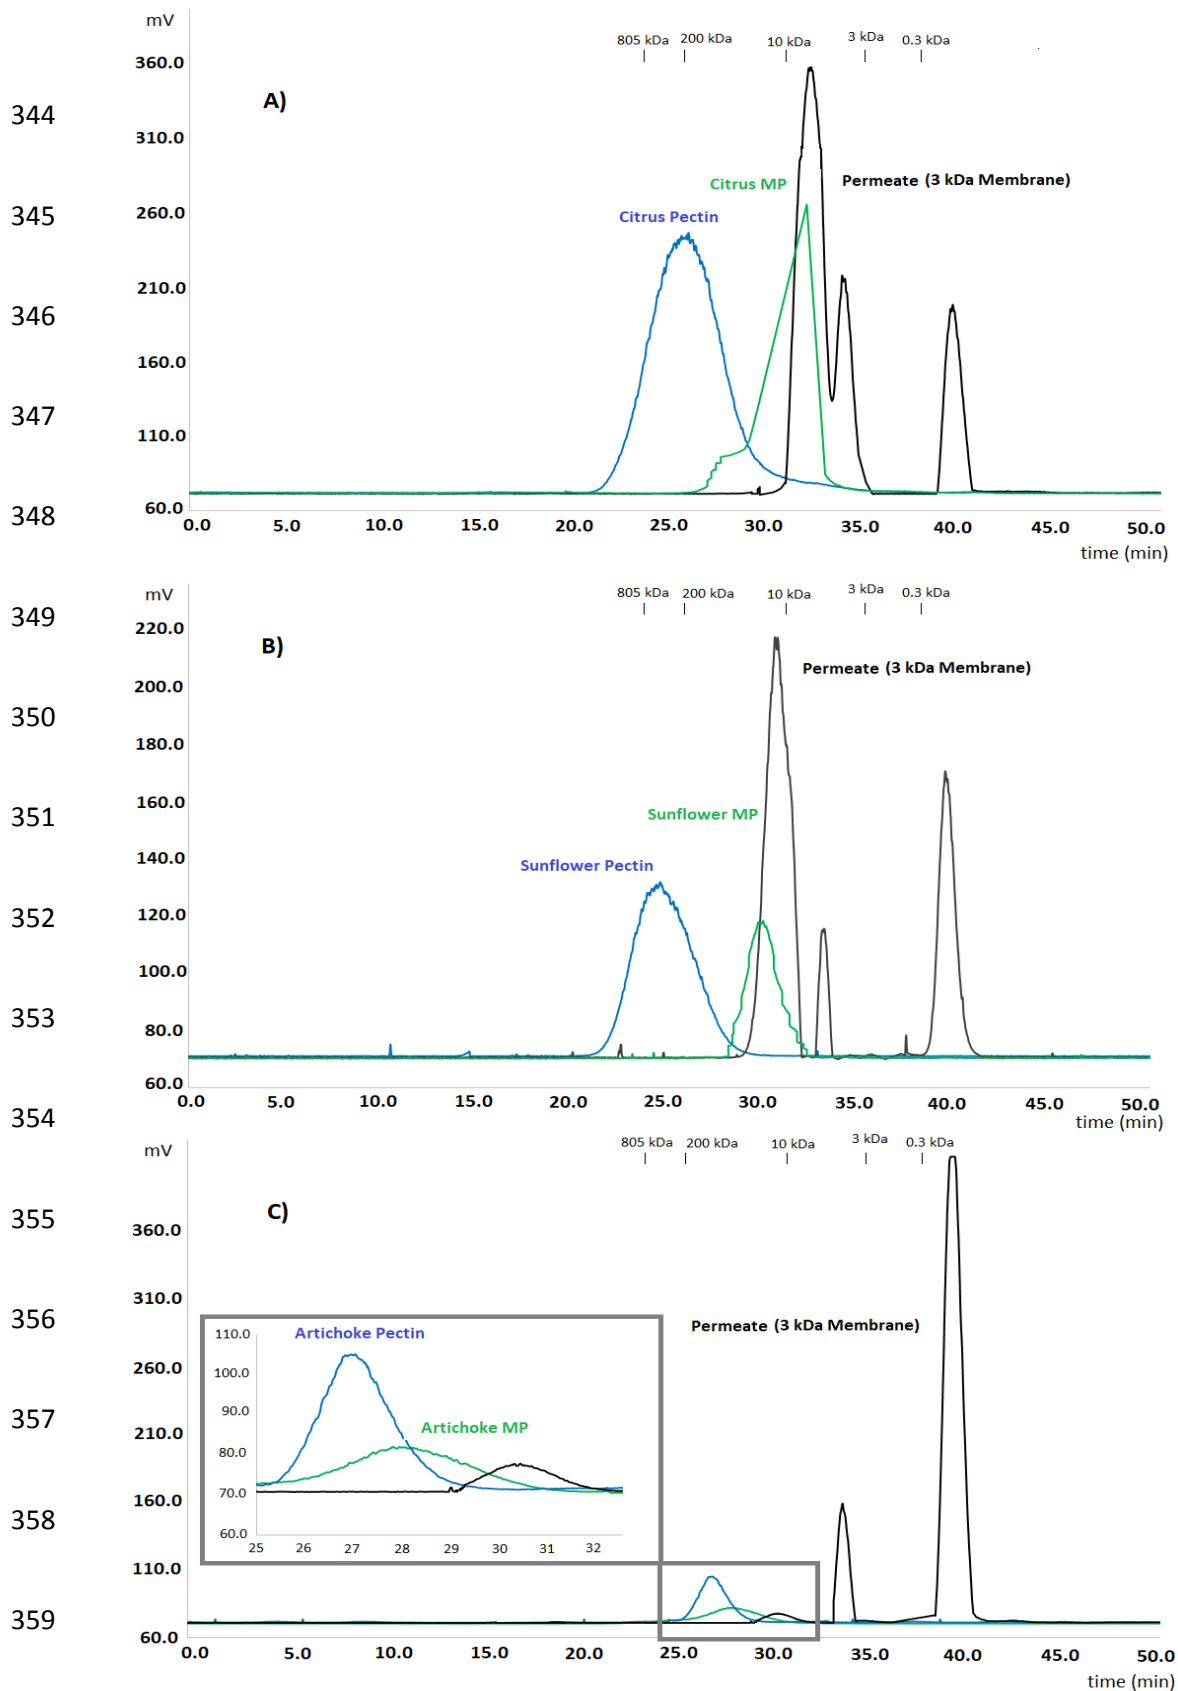 mV
805 kDa 200 kDa 10 kDa 3 kDa 0.3 kDa
360.0
A)
344
310.0
Citrus MP Permeate (3 kDa Membrane)
345 260.0 Citrus Pectin
210.0
346
160.0
347
110.0
348 60.0
0.0 5.0 10.0 15.0 20.0 25.0 30.0 35.0 40.0 45.0 50.0
time (min)
349 mV 805 kDa 200 kDa 10 kDa 3 kDa 0.3 kDa
220.0
B)
Permeate (3 kDa Membrane)
200.0
350
180.0
160.0
351 Sunflower MP
140.0 Sunflower Pectin
352 120.0
100.0
353
80.0
60.0
0.0 5.0 10.0 15.0 20.0 25.0 30.0 35.0 40.0 45.0 50.0
354 time (min)
mV 805 kDa 200 kDa 10 kDa 3 kDa 0.3 kDa
355 C)
360.0
310.0
356 Permeate (3 kDa Membrane)
110.0 Artichoke Pectin
260.0
100.0
357 90.0
Artichoke MP
210.0
80.0
160.0
70.0
358
60.0
25 26 27 28 29 30 31 32
110.0
359
60.0
0.0 5.0 10.0 15.0 20.0 25.0 30.0 35.0 40.0 45.0 50.0
time (min)